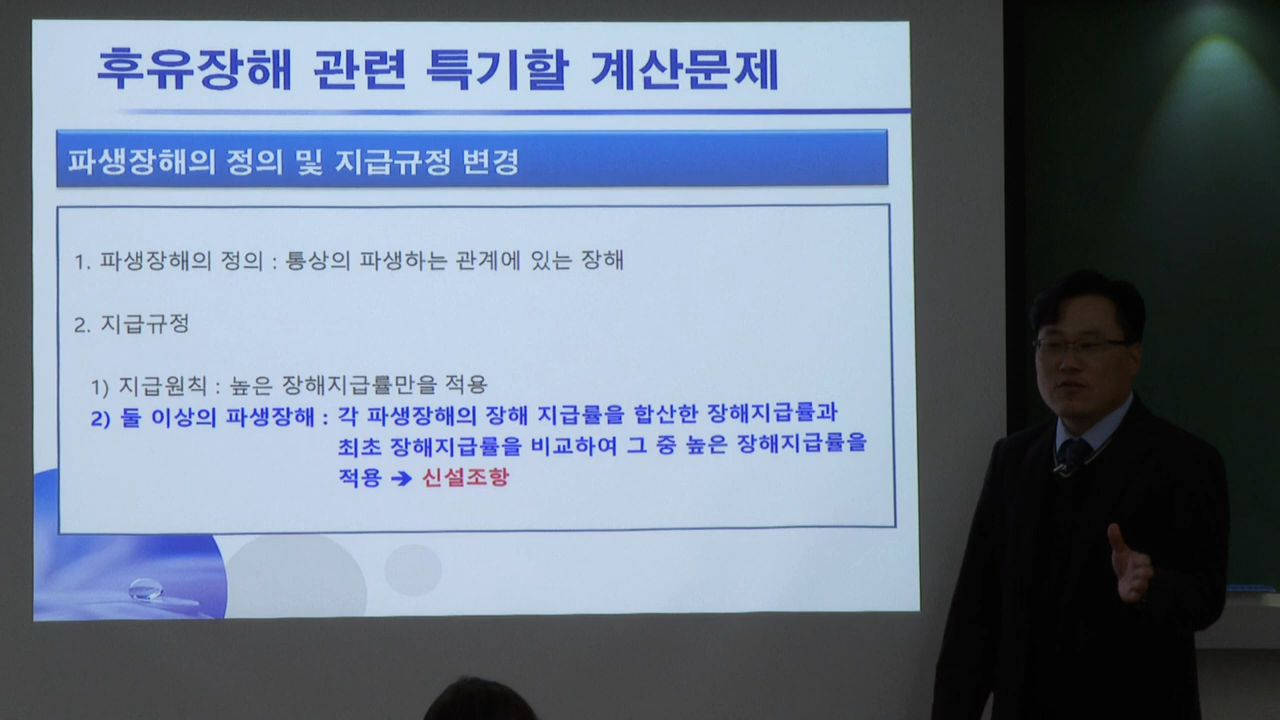 후유장해 관련 특기할 계산문제
파생장해의 정의 및 지급규정 변경
1. 파생장해의 정의 : 통상의 파생하는 관계에 있는 장해
2. 지급규정
1) 지급원칙 : 높은 장해지급률만을 적용
2) 둘 이상의 파생장해 : 각 파생장해의 장해 지급률을 합산한 장해지급률과
최초 장해지급률을 비교하여 그 중 높은 장해지급률을
적용 ➔ 신설조항